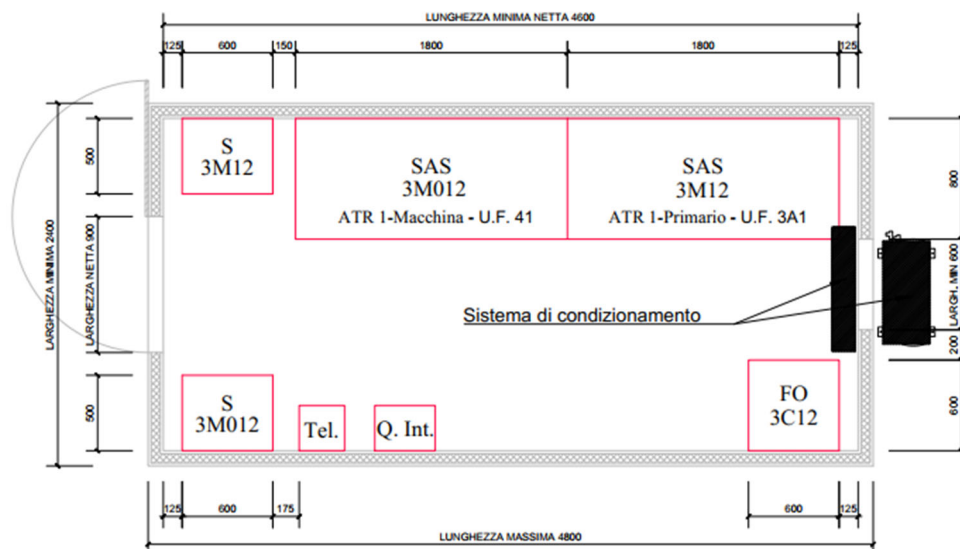 LUNGHEZZA MINIMA NETTA 4600
125 600 150 1800 1800 125
S
3M12
SAS
3M012
ATR 1-Macchina - U.F. 41
SAS
3M12
ATR 1-Primario - U.F. 3A1
500
800
LARGHEZZA MINIMA 2400
LARGHEZZA NETTA 900
LARGH. MIN 600
Sistema di condizionamento
200
500
S
3M012
Tel.
Q. Int.
FO
3C12
600
125 600 175 600 125
LUNGHEZZA MASSIMA 4800